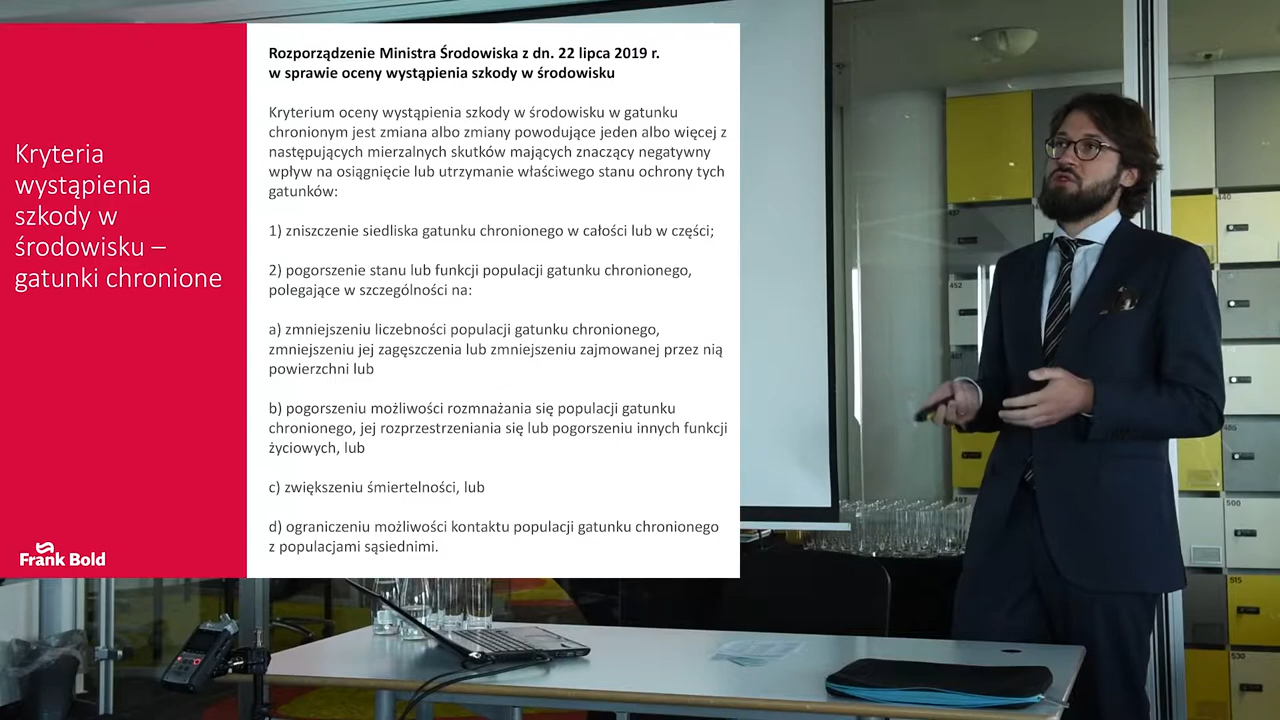 Kryteria
wystąpienia
szkody w
środowisku –
gatunki chronione
Frank Bold
Rozporządzenie Ministra Środowiska z dn. 22 lipca 2019 r.
w sprawie oceny wystąpienia szkody w środowisku
Kryterium oceny wystąpienia szkody w środowisku w gatunku
chronionym jest zmiana albo zmiany powodujące jeden albo więcej z
następujących mierzalnych skutków mających znaczący negatywny
wpływ na osiągnięcie lub utrzymanie właściwego stanu ochrony tych
gatunków:
1) zniszczenie siedliska gatunku chronionego w całości lub w części;
2) pogorszenie stanu lub funkcji populacji gatunku chronionego,
polegające w szczególności na:
a) zmniejszeniu liczebności populacji gatunku chronionego,
zmniejszeniu jej zagęszczenia lub zmniejszeniu zajmowanej przez nią
powierzchni lub
b) pogorszeniu możliwości rozmnażania się populacji gatunku
chronionego, jej rozprzestrzeniania się lub pogorszeniu innych funkcji
życiowych, lub
c) zwiększeniu śmiertelności, lub
d) ograniczeniu możliwości kontaktu populacji gatunku chronionego
z populacjami sąsiednimi.
452
500
515
530